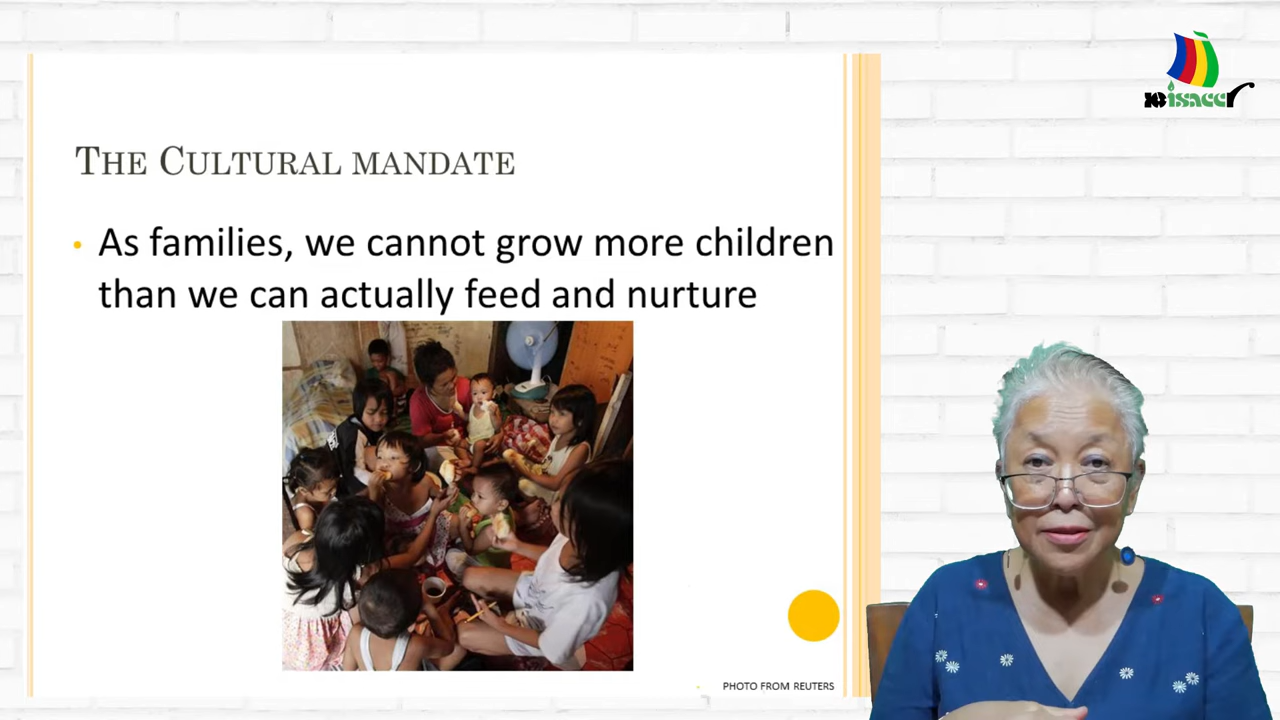 THE CULTURAL MANDATE
• As families, we cannot grow more children
than we can actually feed and nurture
PHOTO FROM REUTERS
isacc